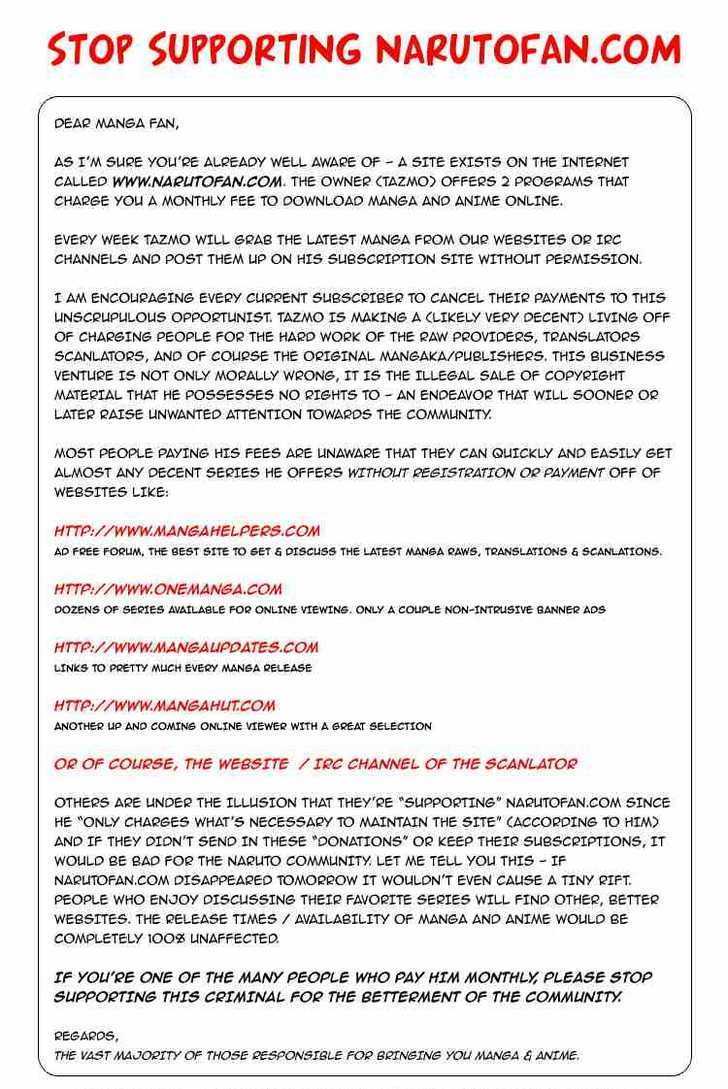 STOP SUPPORTING NARUTOFAN.COM
DEAR MANGA FAN,
AS I'M SURE YOU'RE ALREADY WELL AWARE OF - A SITE EXISTS ON THE INTERNET
CALLED WWW.NARUTOFAN.COM. THE OWNER (TAZMO) OFFERS 2 PROGRAMS THAT
CHARGE YOU A MONTHLY FEE TO DOWNLOAD MANGA AND ANIME ONLINE.
EVERY WEEK TAZMO WILL GRAB THE LATEST MANGA FROM OUR WEBSITES OR IRC
CHANNELS AND POST THEM UP ON HIS SUBSCRIPTION SITE WITHOUT PERMISSION.
I AM ENCOURAGING EVERY CURRENT SUBSCRIBER TO CANCEL THEIR PAYMENTS TO THIS
UNSCRUPULOUS OPPORTUNIST. TAZMO IS MAKING A (LIKELY VERY DECENT) LIVING OFF
OF CHARGING PEOPLE FOR THE HARD WORK OF THE RAW PROVIDERS, TRANSLATORS
SCANLATORS, AND OF COURSE THE ORIGINAL MANGAKA/PUBLISHERS. THIS BUSINESS
VENTURE IS NOT ONLY MORALLY WRONG, IT IS THE ILLEGAL SALE OF COPYRIGHT
MATERIAL THAT HE POSSESSES NO RIGHTS TO - AN ENDEAVOR THAT WILL SOONER OR
LATER RAISE UNWANTED ATTENTION TOWARDS THE COMMUNITY.
MOST PEOPLE PAYING HIS FEES ARE UNAWARE THAT THEY CAN QUICKLY AND EASILY GET
ALMOST ANY DECENT SERIES HE OFFERS WITHOUT REGISTRATION OR PAYMENT OFF OF
WEBSITES LIKE:
HTTP://WWW.MANGAHELPERS.COM
AD FREE FORUM, THE BEST SITE TO GET & DISCUSS THE LATEST MANGA RAWS, TRANSLATIONS & SCANLATIONS.
HTTP://WWW.ONEMANGA.COM
DOZENS OF SERIES AVAILABLE FOR ONLINE VIEWING. ONLY A COUPLE NON-INTRUSIVE BANNER ADS
HTTP://WWW.MANGAUPDATES.COM
LINKS TO PRETTY MUCH EVERY MANGA RELEASE
HTTP://WWW.MANGAHUT.COM
ANOTHER UP AND COMING ONLINE VIEWER WITH A GREAT SELECTION
OR OF COURSE, THE WEBSITE / IRC CHANNEL OF THE SCANLATOR
OTHERS ARE UNDER THE ILLUSION THAT THEY'RE "SUPPORTING" NARUTOFAN.COM SINCE
HE "ONLY CHARGES WHAT'S NECESSARY TO MAINTAIN THE SITE" (ACCORDING TO HIM)
AND IF THEY DIDN'T SEND IN THESE "DONATIONS" OR KEEP THEIR SUBSCRIPTIONS, IT
WOULD BE BAD FOR THE NARUTO COMMUNITY. LET ME TELL YOU THIS - IF
NARUTOFAN.COM DISAPPEARED TOMORROW IT WOULDN'T EVEN CAUSE A TINY RIFT.
PEOPLE WHO ENJOY DISCUSSING THEIR FAVORITE SERIES WILL FIND OTHER, BETTER
WEBSITES. THE RELEASE TIMES / AVAILABILITY OF MANGA AND ANIME WOULD BE
COMPLETELY 100% UNAFFECTED.
IF YOU'RE ONE OF THE MANY PEOPLE WHO PAY HIM MONTHLY, PLEASE STOP
SUPPORTING THIS CRIMINAL FOR THE BETTERMENT OF THE COMMUNITY.
REGARDS,
THE VAST MAJORITY OF THOSE RESPONSIBLE FOR BRINGING YOU MANGA & ANIME.